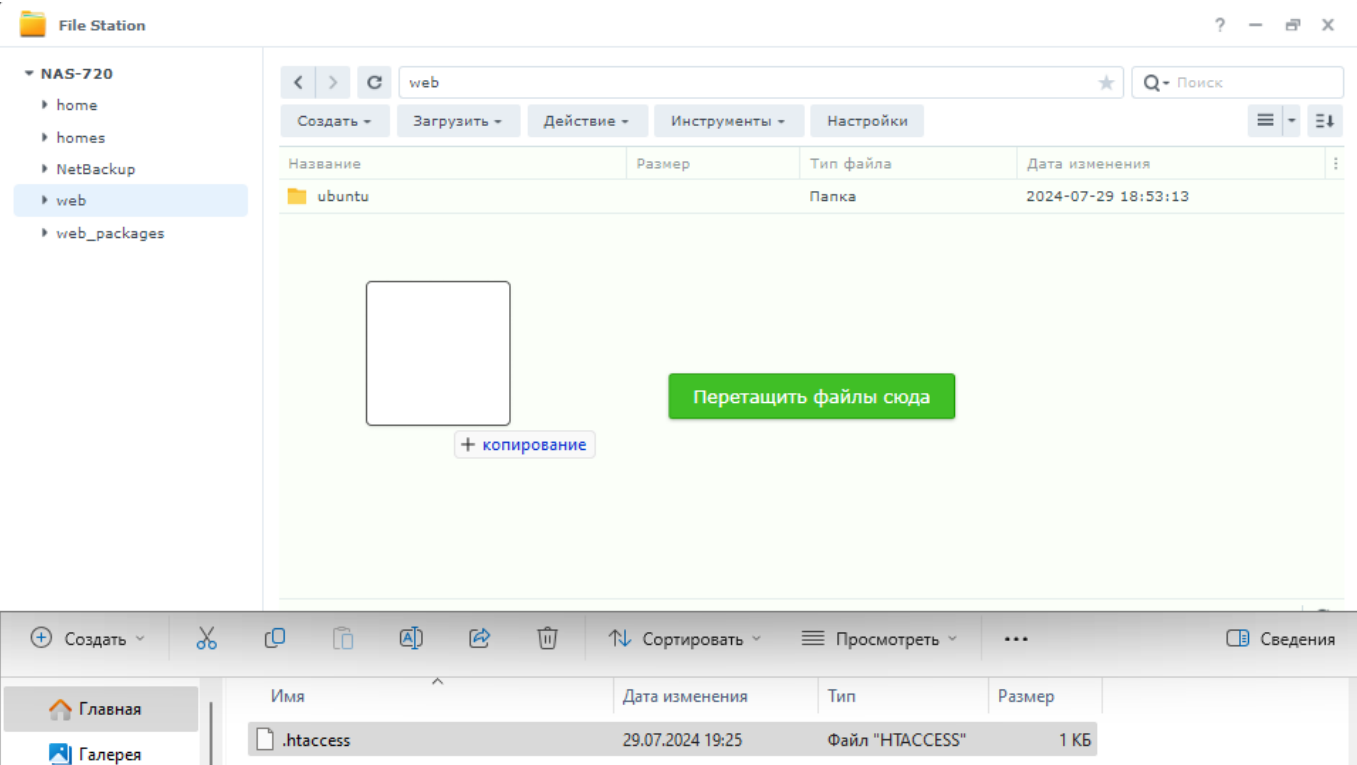 File Station
NAS-720
home
homes
NetBackup
web
web_packages
web
Поиск
Создать Загрузить Действие Инструменты Настройки
Название Размер Тип файла Дата изменения
ubuntu Папка 2024-07-29 18:53:13
Перетащить файлы сюда
+ копирование
Создать Сортировать Просмотреть ••• Сведения
Главная
Галерея
Имя Дата изменения Тип Размер
.htaccess 29.07.2024 19:25 Файл "HTACCESS" 1 КБ